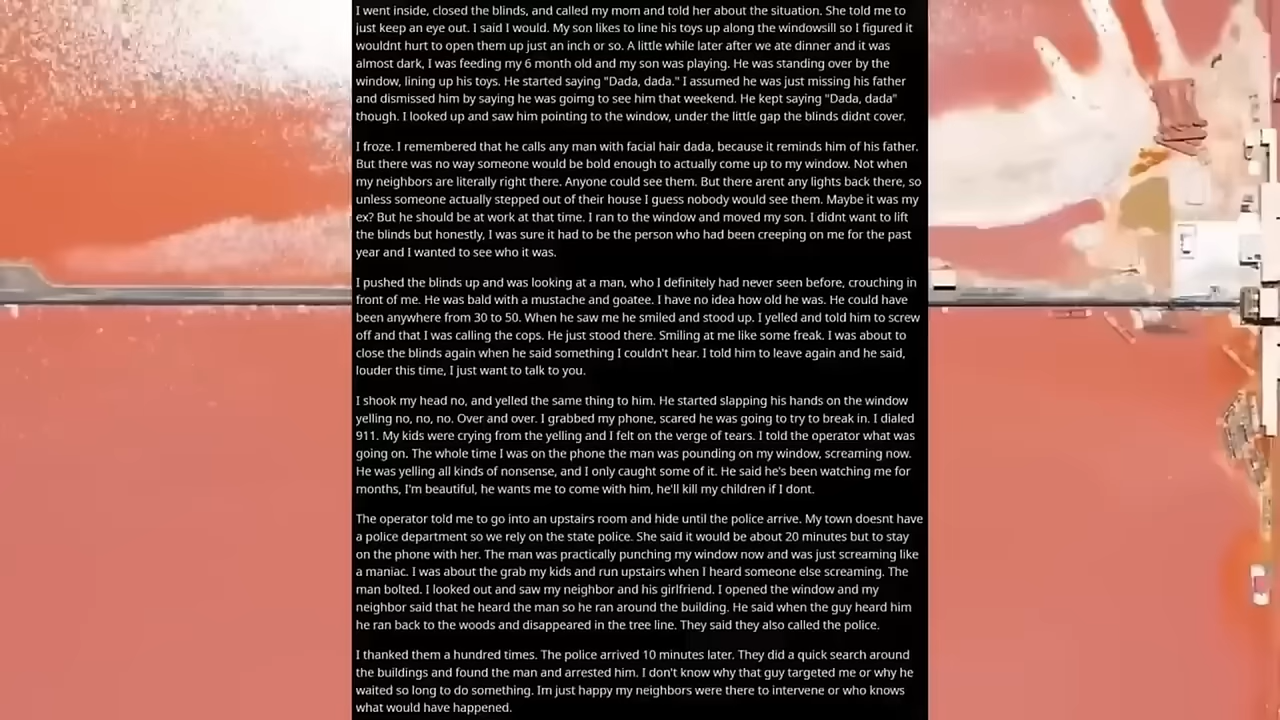 I went inside, closed the blinds, and called my mom and told her about the situation. She told me to
just keep an eye out. I said I would. My son likes to line his toys up along the windowsill so I figured it
wouldnt hurt to open them up just an inch or so. A little while later after we ate dinner and it was
almost dark, I was feeding my 6 month old and my son was playing. He was standing over by the
window, lining up his toys. He started saying "Dada, dada." I assumed he was just missing his father
and dismissed him by saying he was goimg to see him that weekend. He kept saying "Dada, dada"
though. I looked up and saw him pointing to the window, under the little gap the blinds didnt cover.
I froze. I remembered that he calls any man with facial hair dada, because it reminds him of his father.
But there was no way someone would be bold enough to actually come up to my window. Not when
my neighbors are literally right there. Anyone could see them. But there arent any lights back there, so
unless someone actually stepped out of their house I guess nobody would see them. Maybe it was my
ex? But he should be at work at that time. I ran to the window and moved my son. I didnt want to lift
the blinds but honestly, I was sure it had to be the person who had been creeping on me for the past
year and I wanted to see who it was.
I pushed the blinds up and was looking at a man, who I definitely had never seen before, crouching in
front of me. He was bald with a mustache and goatee. I have no idea how old he was. He could have
been anywhere from 30 to 50. When he saw me he smiled and stood up. I yelled and told him to screw
off and that I was calling the cops. He just stood there. Smiling at me like some freak. I was about to
close the blinds again when he said something I couldn't hear. I told him to leave again and he said,
louder this time, I just want to talk to you.
I shook my head no, and yelled the same thing to him. He started slapping his hands on the window
yelling no, no, no. Over and over. I grabbed my phone, scared he was going to try to break in. I dialed
911. My kids were crying from the yelling and I felt on the verge of tears. I told the operator what was
going on. The whole time I was on the phone the man was pounding on my window, screaming now.
He was yelling all kinds of nonsense, and I only caught some of it. He said he's been watching me for
months, I'm beautiful, he wants me to come with him, he'll kill my children if I dont.
The operator told me to go into an upstairs room and hide until the police arrive. My town doesnt have
a police department so we rely on the state police. She said it would be about 20 minutes but to stay
on the phone with her. The man was practically punching my window now and was just screaming like
a maniac. I was about the grab my kids and run upstairs when I heard someone else screaming. The
man bolted. I looked out and saw my neighbor and his girlfriend. I opened the window and my
neighbor said that he heard the man so he ran around the building. He said when the guy heard him
he ran back to the woods and disappeared in the tree line. They said they also called the police.
I thanked them a hundred times. The police arrived 10 minutes later. They did a quick search around
the buildings and found the man and arrested him. I don't know why that guy targeted me or why he
waited so long to do something. Im just happy my neighbors were there to intervene or who knows
what would have happened.